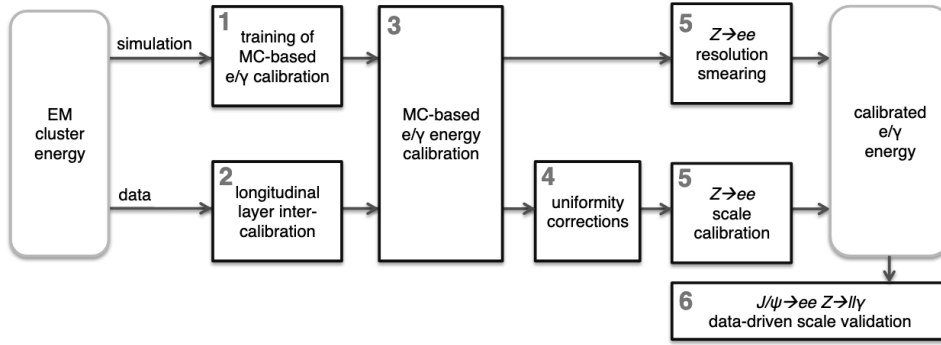 EM
cluster
energy
simulation
data
1
training of
MC-based
e/γ calibration
2
longitudinal
layer inter-
calibration
3
MC-based
e/γ energy
calibration
4
uniformity
corrections
5
Z→ee
resolution
smearing
5
Z→ee
scale
calibration
calibrated
e/γ
energy
6
J/ψ→ee Z→llγ
data-driven scale validation